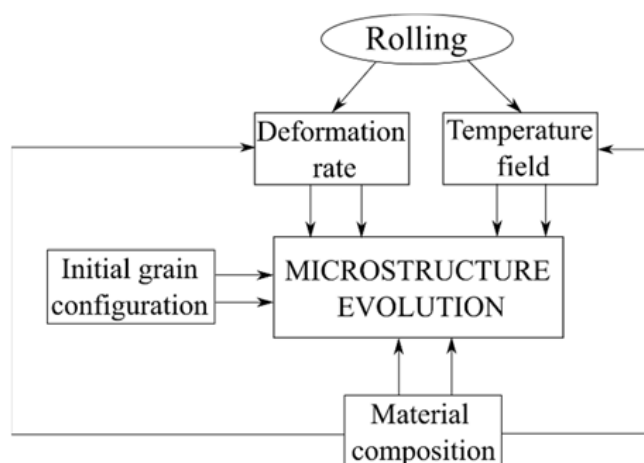 Rolling
Deformation
rate
Temperature
field
Initial grain
configuration
MICROSTRUCTURE
EVOLUTION
Material
composition